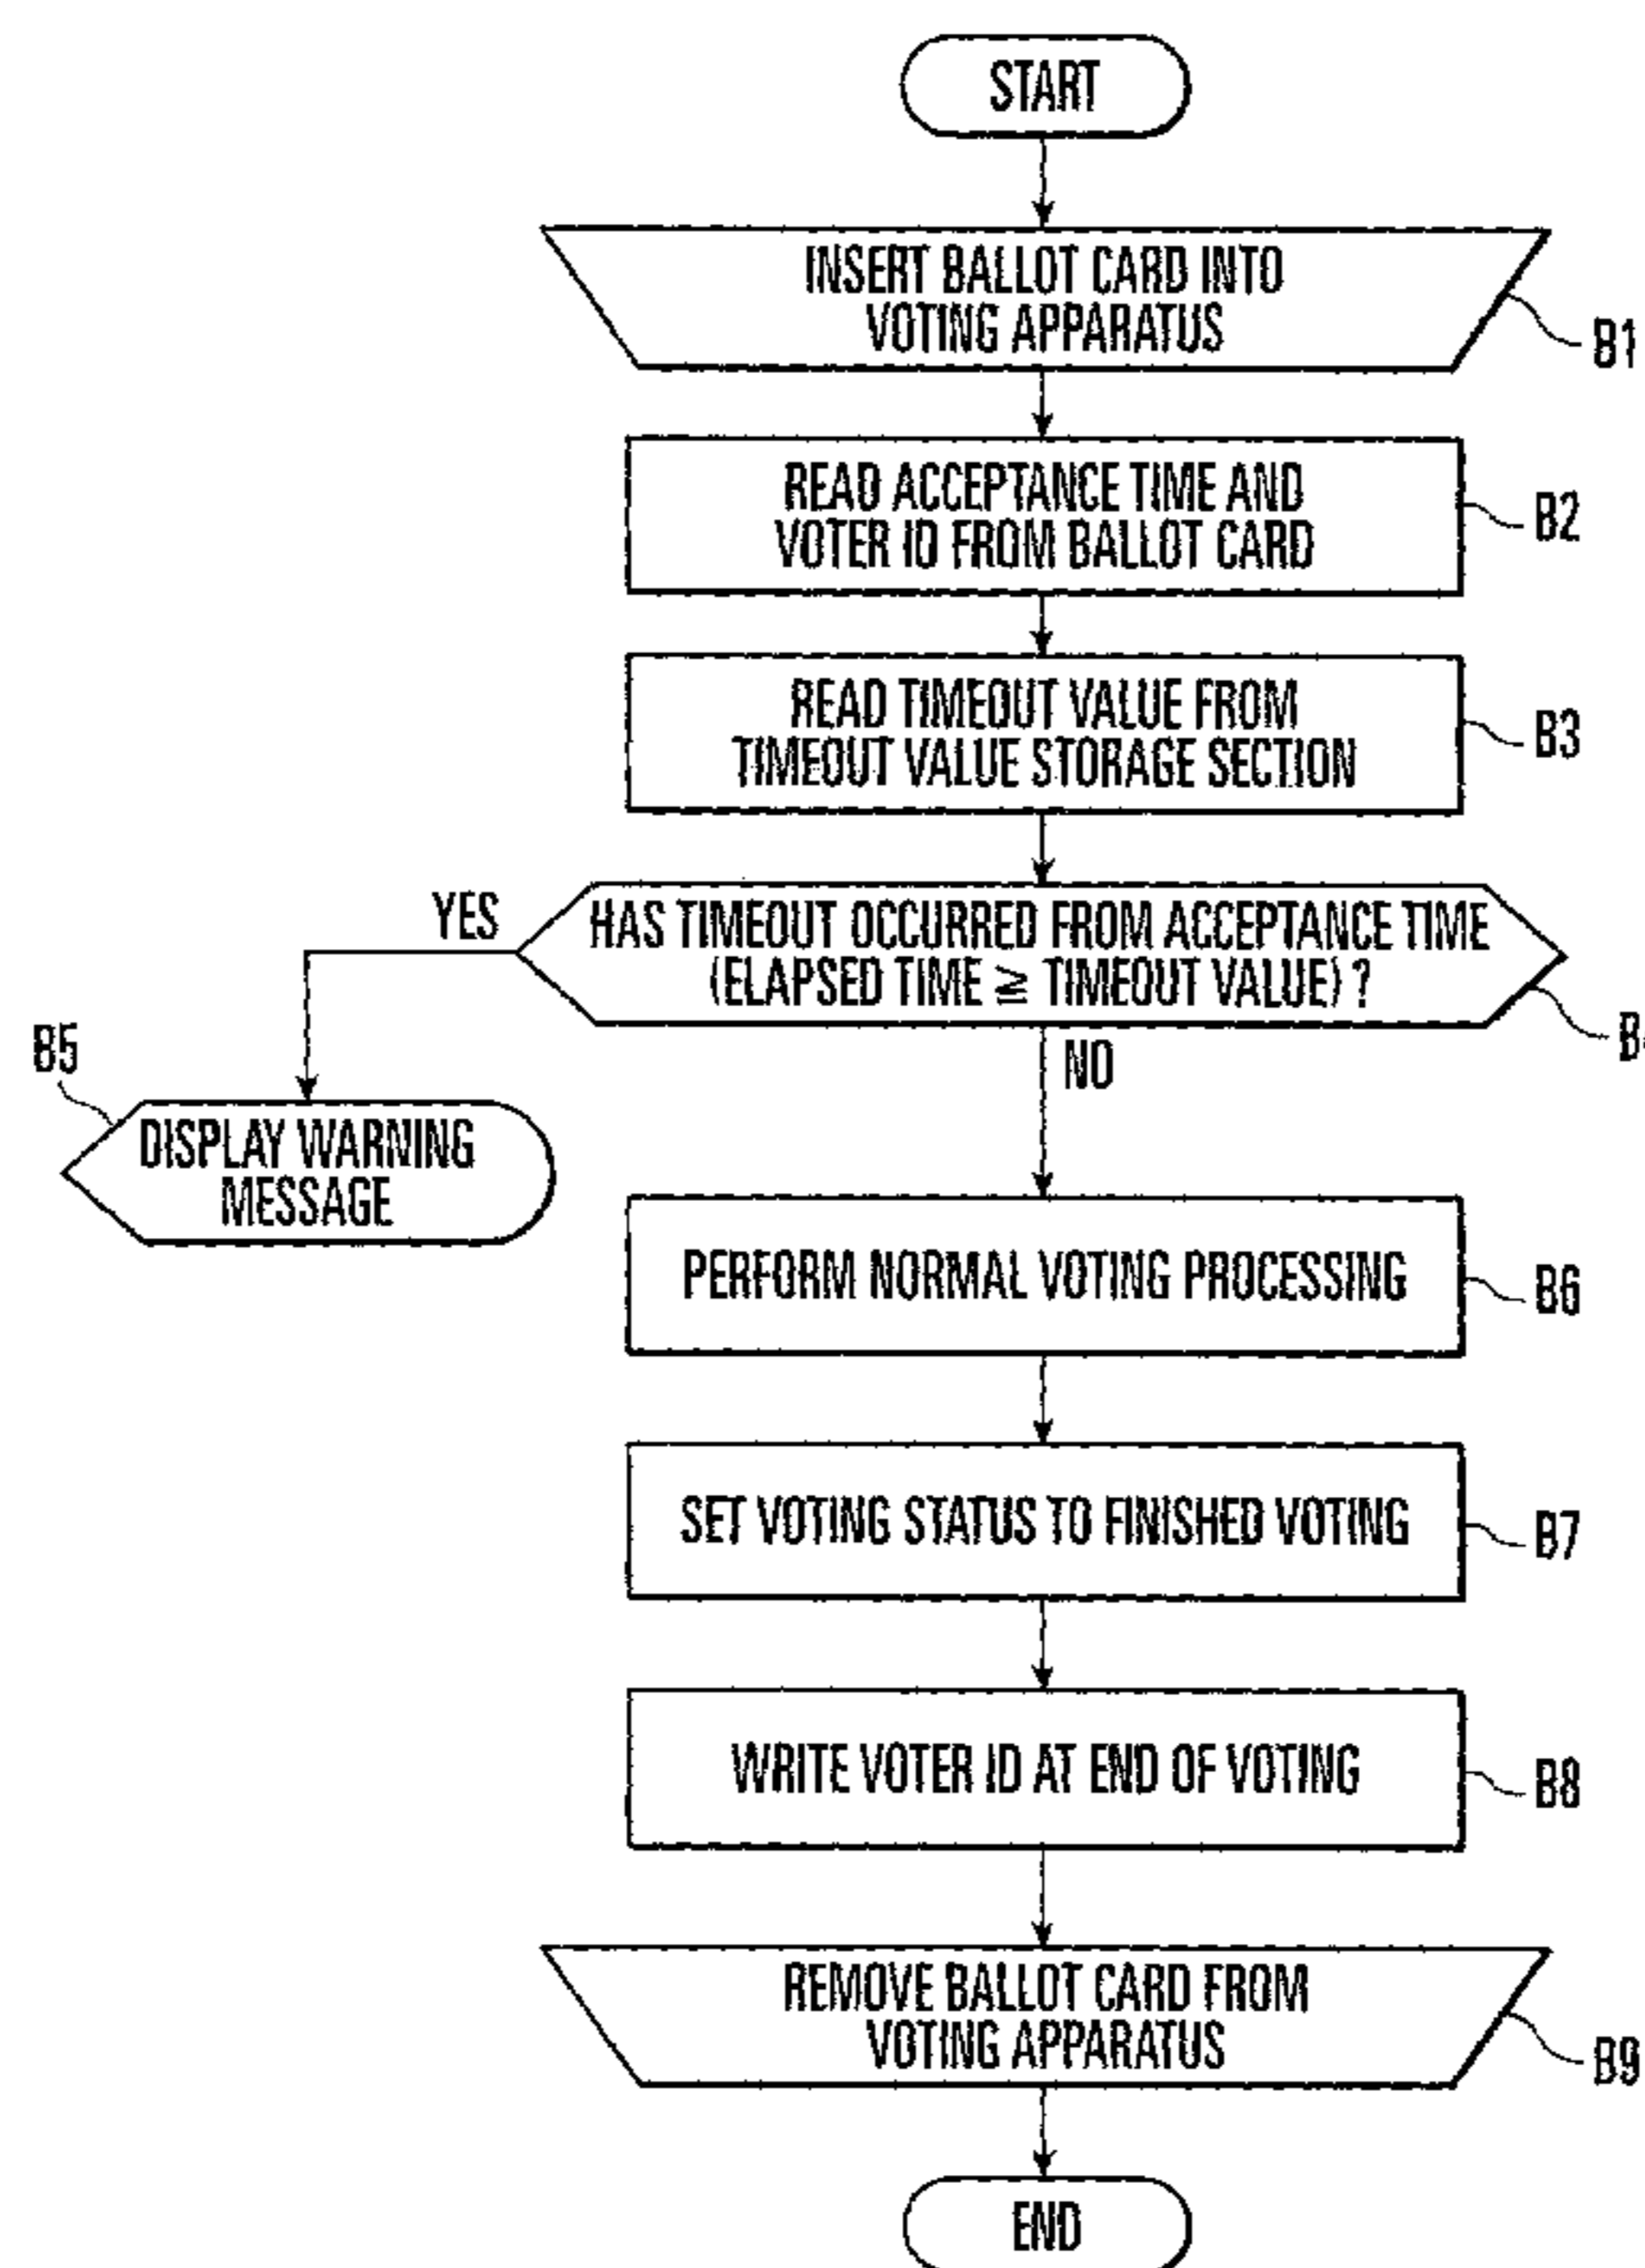 START
INSERT BALLOT CARD INTO
VOTING APPARATUS
B1
READ ACCEPTANCE TIME AND
VOTER ID FROM BALLOT CARD
B2
READ TIMEOUT VALUE FROM
TIMEOUT VALUE STORAGE SECTION
B3
YES
HAS TIMEOUT OCCURRED FROM ACCEPTANCE TIME
(ELAPSED TIME ≧ TIMEOUT VALUE) ?
NO
B5
DISPLAY WARNING
MESSAGE
PERFORM NORMAL VOTING PROCESSING
B6
SET VOTING STATUS TO FINISHED VOTING
B7
WRITE VOTER ID AT END OF VOTING
B8
REMOVE BALLOT CARD FROM
VOTING APPARATUS
B9
END